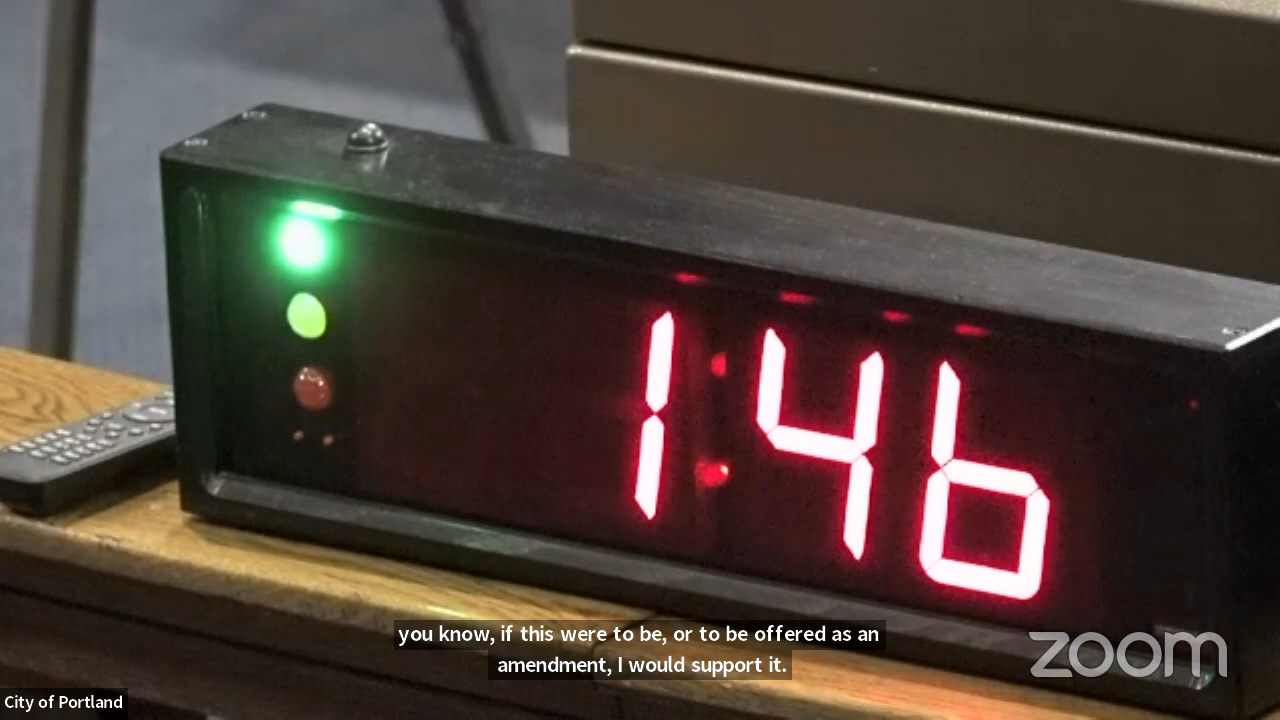 1:46
you know, if this were to be, or to be offered as an
amendment, I would support it.
zoom
City of Portland